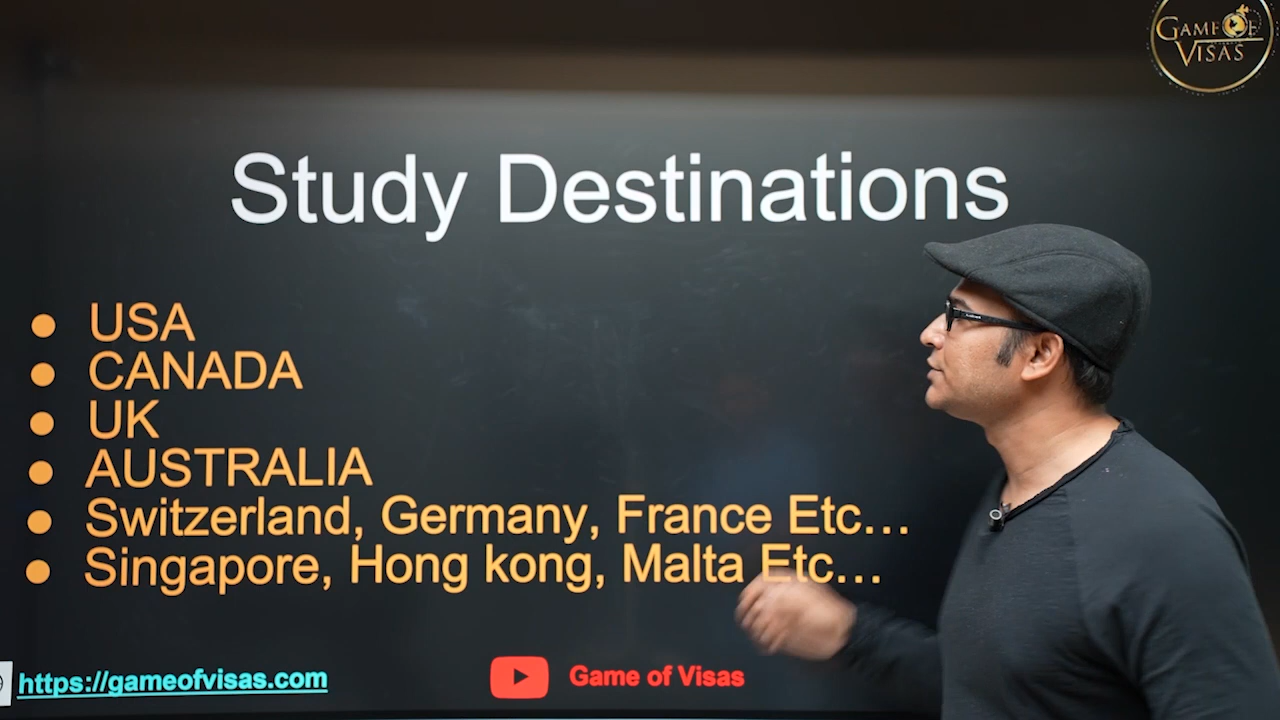 GAME OF
VISAS
Study Destinations
● USA
● CANADA
● UK
● AUSTRALIA
● Switzerland, Germany, France Etc...
● Singapore, Hong kong, Malta Etc...
https://gameofvisas.com
Game of Visas